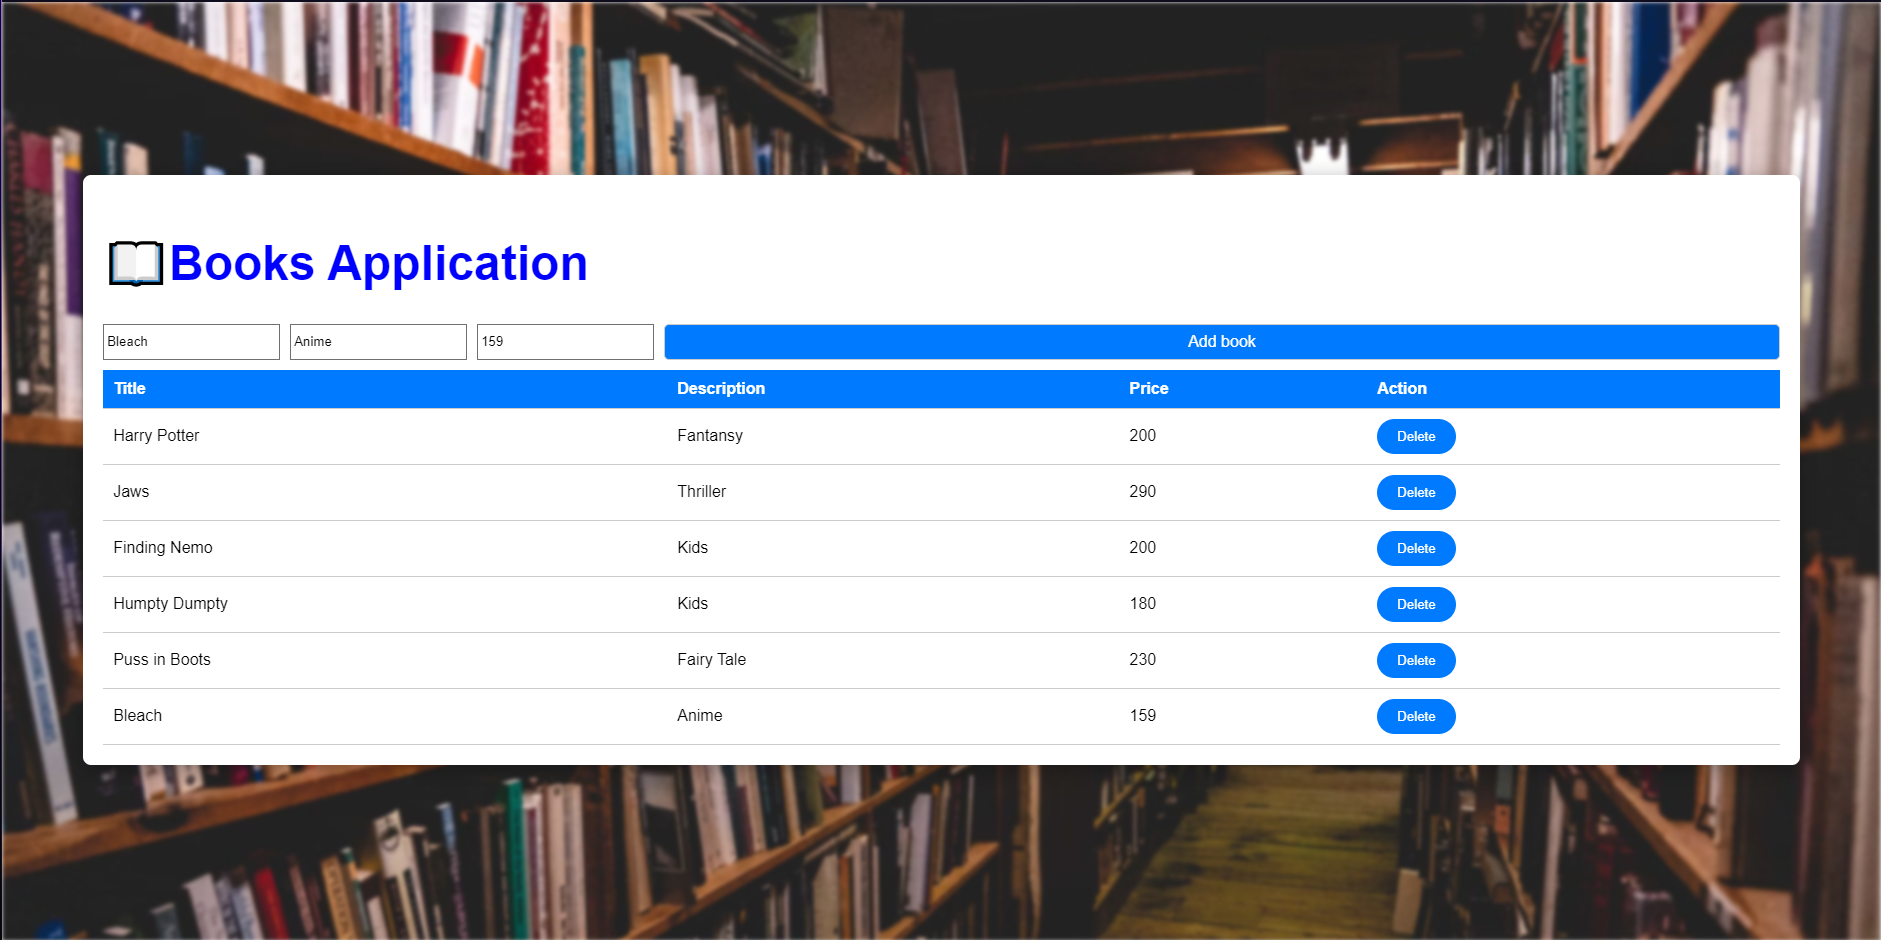 Books Application
Bleach Anime 159 Add book
Title Description Price Action
Harry Potter Fantansy 200 Delete
Jaws Thriller 290 Delete
Finding Nemo Kids 200 Delete
Humpty Dumpty Kids 180 Delete
Puss in Boots Fairy Tale 230 Delete
Bleach Anime 159 Delete